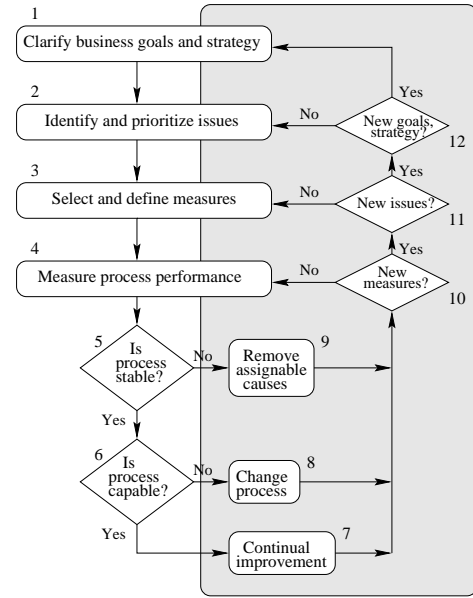 1
Clarify business goals and strategy
Yes
2
Identify and prioritize issues
No
New goals,
strategy?
12
Yes
3
Select and define measures
No
New issues?
11
Yes
4
Measure process performance
No
New
measures?
10
5
Is
process
stable?
No
9
Remove
assignable
causes
Yes
6
Is
process
capable?
No
8
Change
process
Yes
7
Continual
improvement